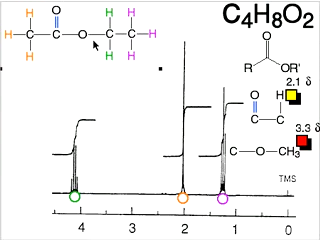 C4H8O2
H O H H
H C C O C C H
H H H
O
R OR'
2.1 δ
O H
C C
3.3 δ
C O CH3
TMS
4 3 2 1 0